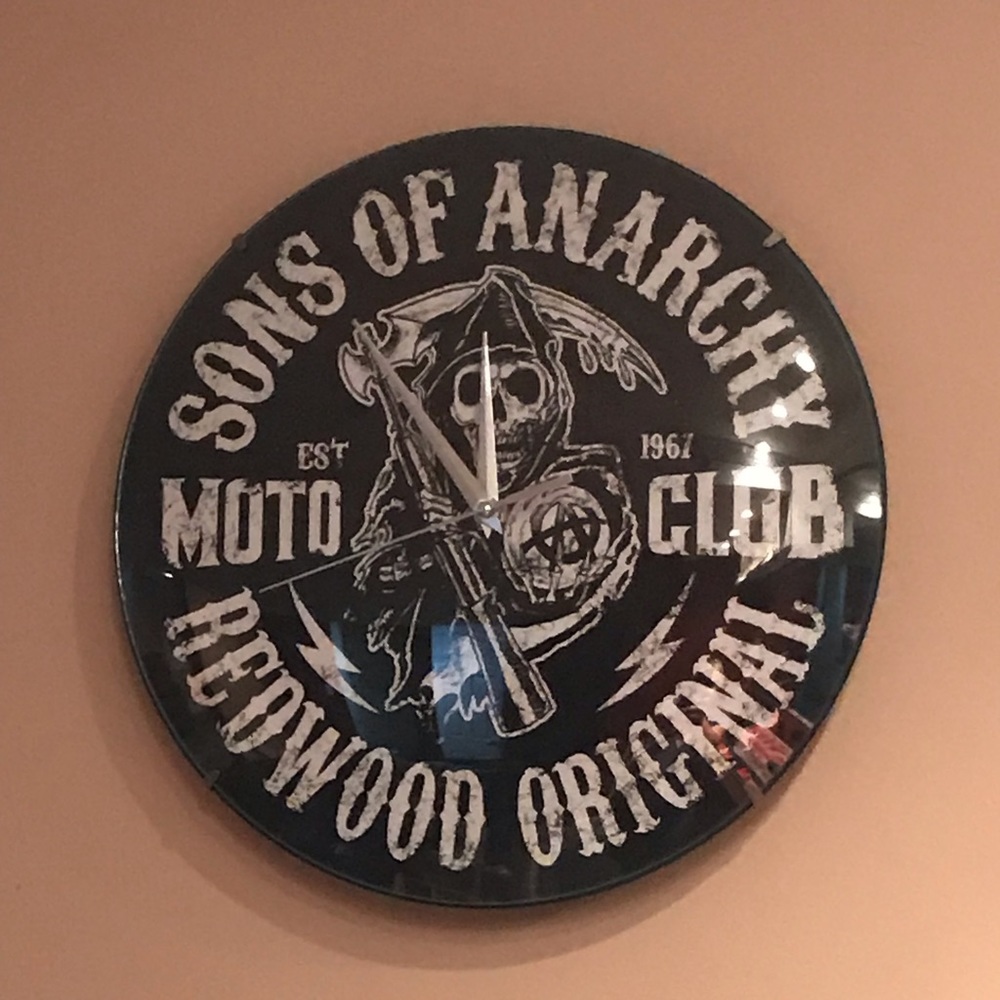 SONS OF ANARCHY
EST 1967
MOTO CLUB
REDWOOD ORIGINAL